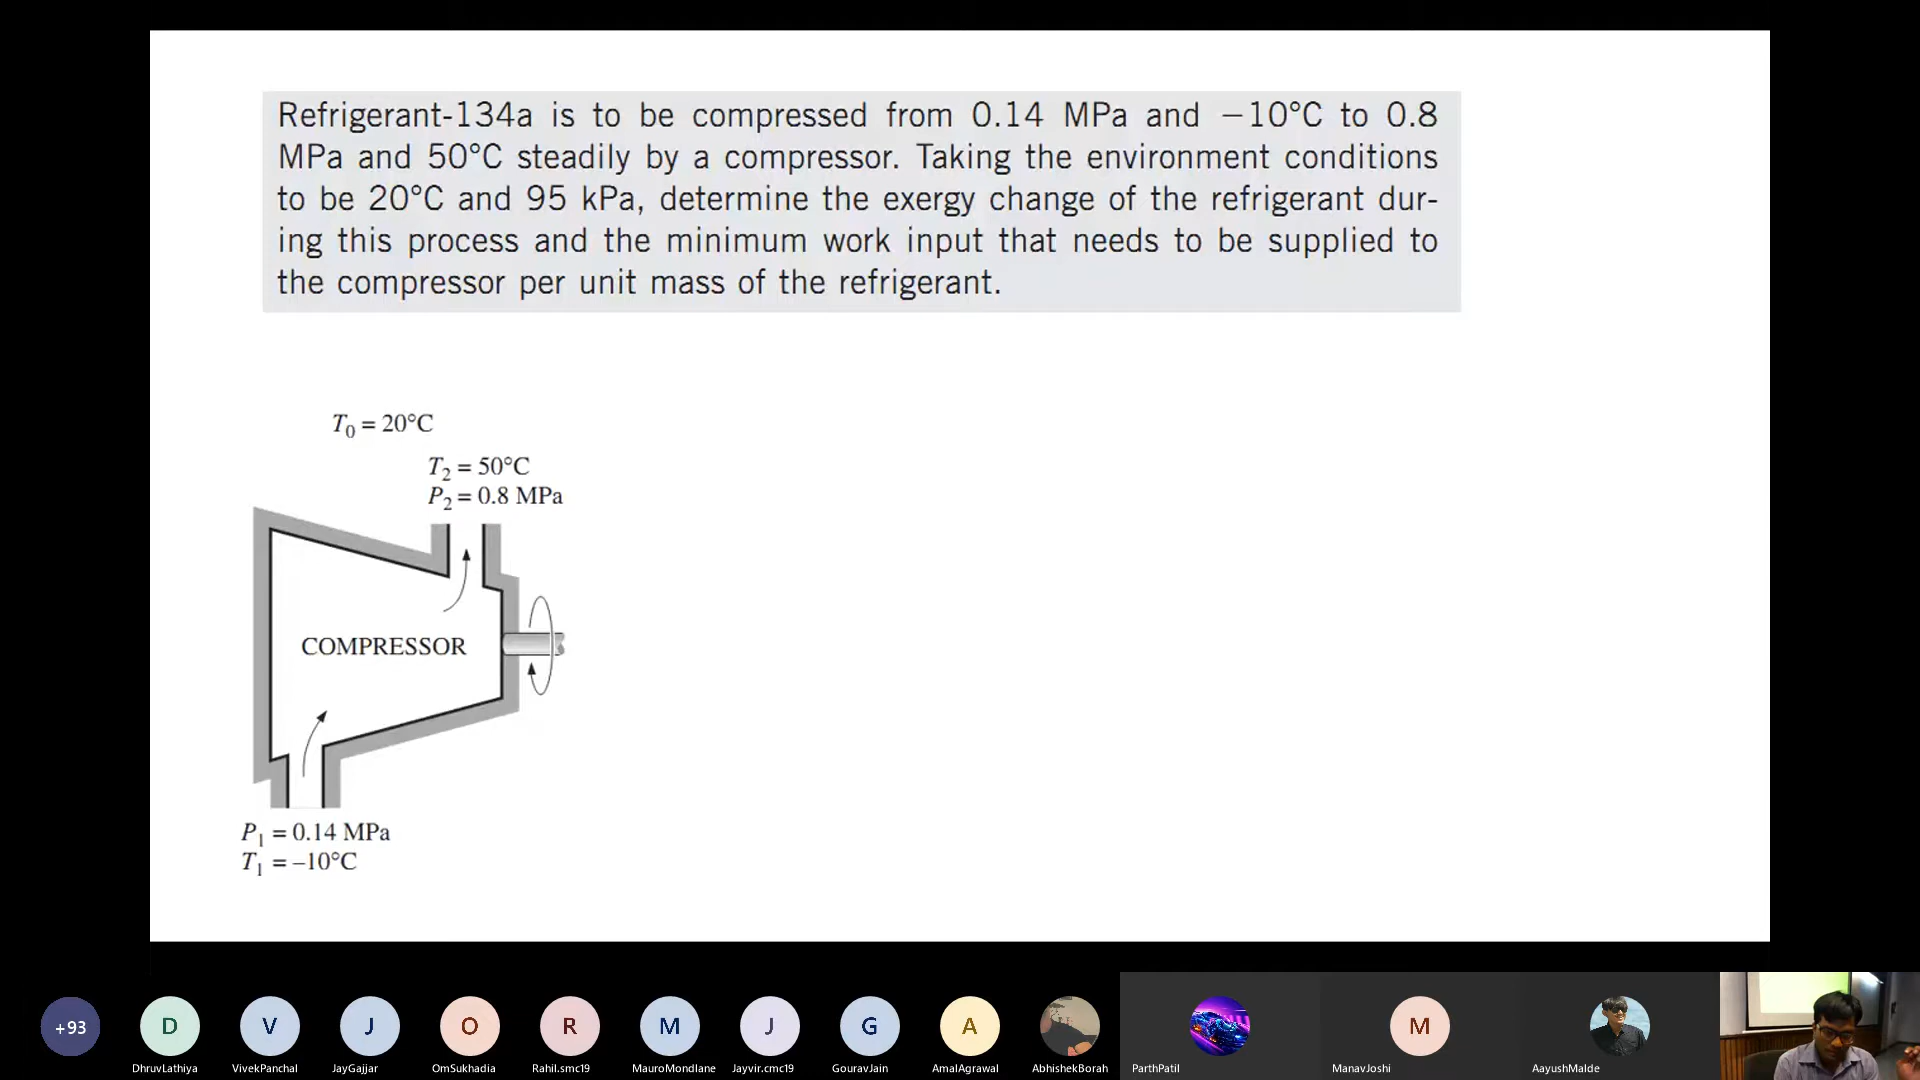 Refrigerant-134a is to be compressed from 0.14 MPa and −10°C to 0.8
MPa and 50°C steadily by a compressor. Taking the environment conditions
to be 20°C and 95 kPa, determine the exergy change of the refrigerant dur-
ing this process and the minimum work input that needs to be supplied to
the compressor per unit mass of the refrigerant.
T₀ = 20°C
T₂ = 50°C
P₂ = 0.8 MPa
COMPRESSOR
P₁ = 0.14 MPa
T₁ = –10°C
+93 D V J O R M J G A M
DhruvLathiya VivekPanchal JayGajjar OmSukhadia Rahil.smc19 MauroMondlane Jayvir.cmc19 GouravJain AmalAgrawal AbhishekBorah ParthPatil ManavJoshi AayushMalde